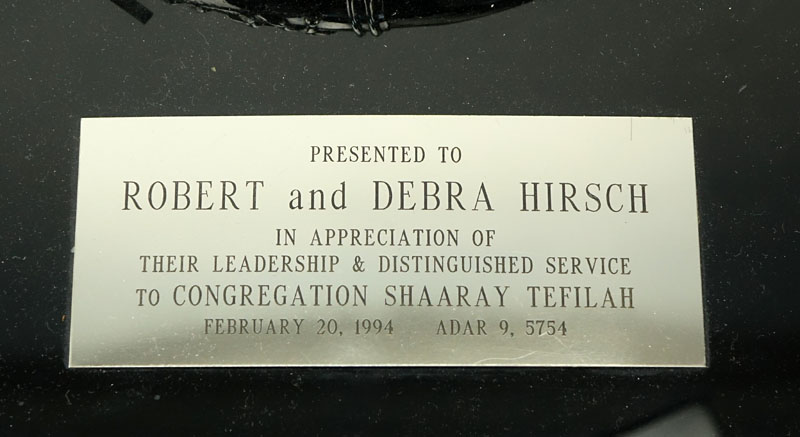 PRESENTED TO
ROBERT and DEBRA HIRSCH
IN APPRECIATION OF
THEIR LEADERSHIP & DISTINGUISHED SERVICE
TO CONGREGATION SHAARAY TEFILAH
FEBRUARY 20, 1994 ADAR 9, 5754